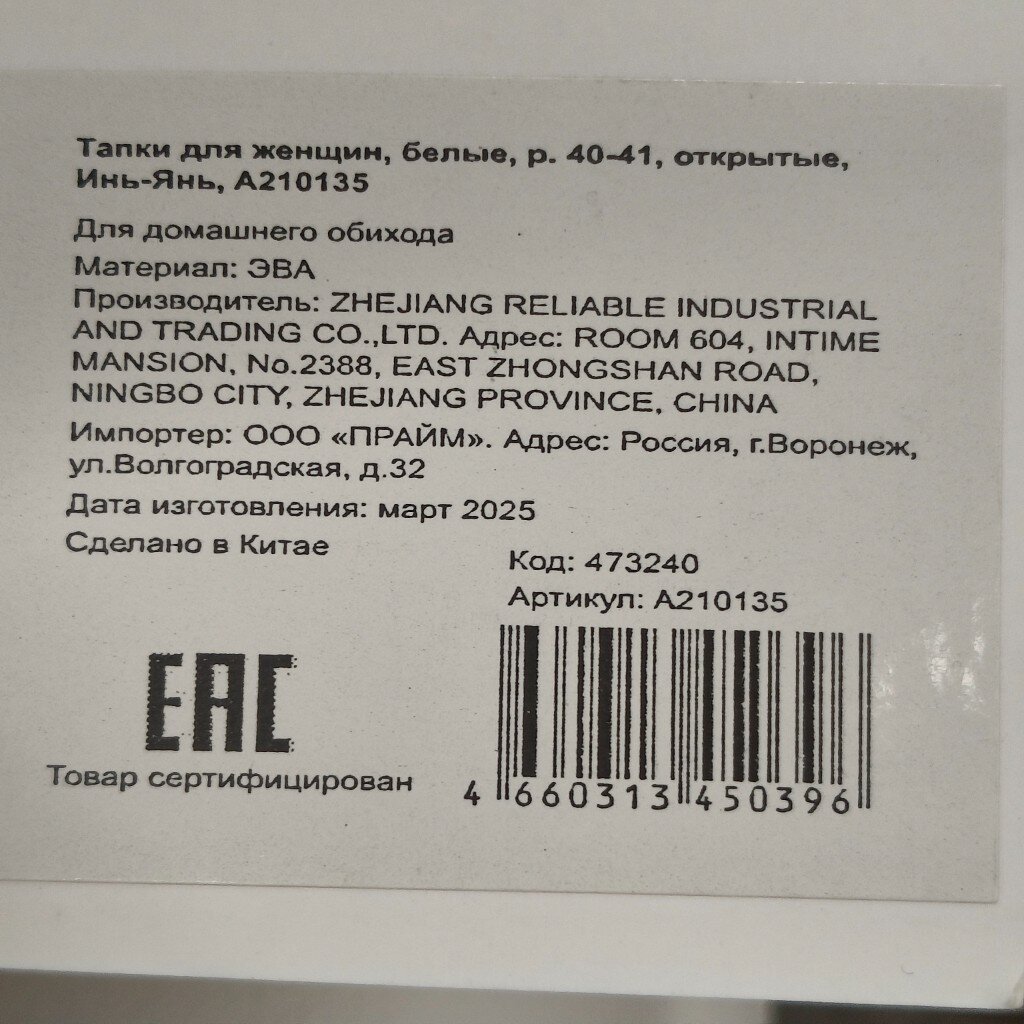 Тапки для женщин, белые, р. 40-41, открытые,
Инь-Янь, А210135
Для домашнего обихода
Материал: ЭВА
Производитель: ZHEJIANG RELIABLE INDUSTRIAL
AND TRADING CO.,LTD. Адрес: ROOM 604, INTIME
MANSION, No.2388, EAST ZHONGSHAN ROAD,
NINGBO CITY, ZHEJIANG PROVINCE, CHINA
Импортер: ООО «ПРАЙМ». Адрес: Россия, г.Воронеж,
ул.Волгоградская, д.32
Дата изготовления: март 2025
Сделано в Китае
Код: 473240
Артикул: А210135
EAC
Товар сертифицирован
4 660313 450396